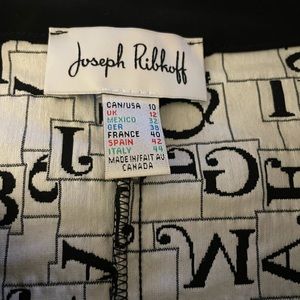 Joseph Ribkoff
CAN/USA 10
UK 12
MEXICO 32
GER 38
FRANCE 40
SPAIN 42
ITALY 44
MADE IN/FAIT AU
CANADA